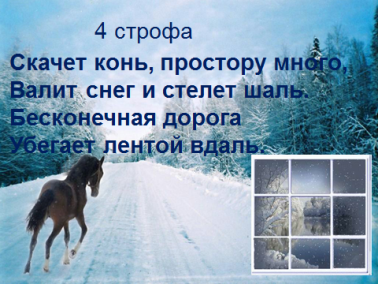 4 строфа
Скачет конь, простору много,
Валит снег и стелет шаль.
Бесконечная дорога
Убегает лентой вдаль.